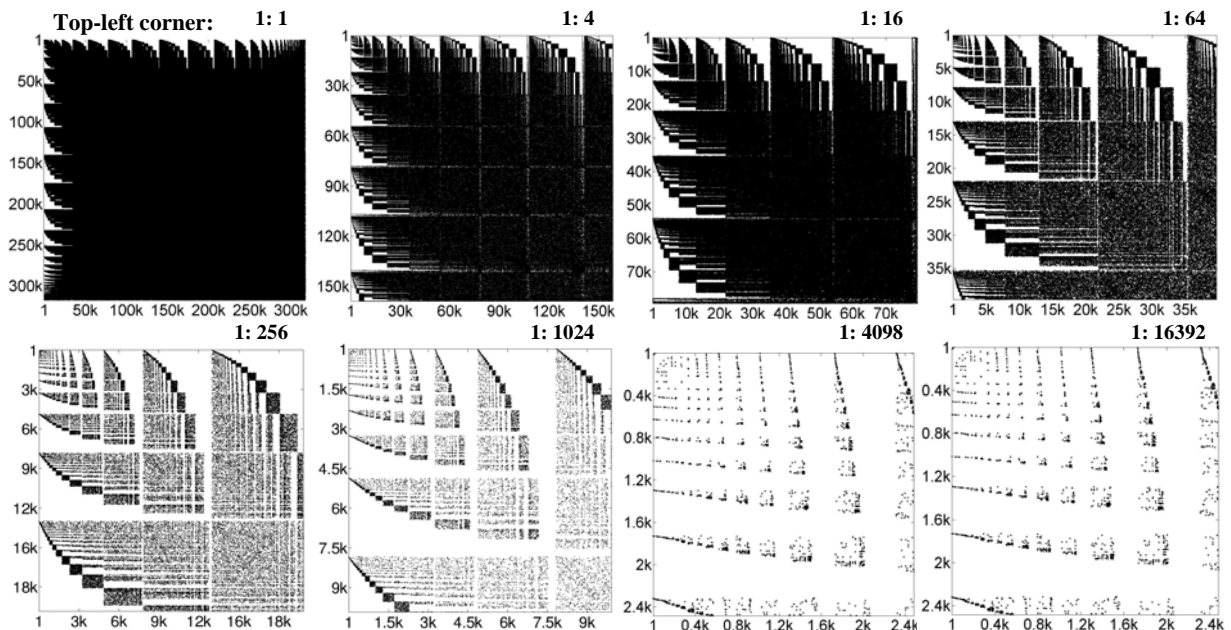 Top-left corner: 1: 1
1
50k
100k
150k
200k
250k
300k
1 50k 100k 150k 200k 250k 300k
1: 4
1
30k
60k
90k
120k
150k
1 30k 60k 90k 120k 150k
1: 16
1
10k
20k
30k
40k
50k
60k
70k
1 10k 20k 30k 40k 50k 60k 70k
1: 64
1
5k
10k
15k
20k
25k
30k
35k
1 5k 10k 15k 20k 25k 30k 35k
1: 256
1
3k
6k
9k
12k
16k
18k
1 3k 6k 9k 12k 16k 18k
1: 1024
1
1.5k
3k
4.5k
6k
7.5k
9k
1 1.5k 3k 4.5k 6k 7.5k 9k
1: 4098
1
0.4k
0.8k
1.2k
1.6k
2k
2.4k
1 0.4k 0.8k 1.2k 1.6k 2k 2.4k
1: 16392
1
0.4k
0.8k
1.2k
1.6k
2k
2.4k
1 0.4k 0.8k 1.2k 1.6k 2k 2.4k